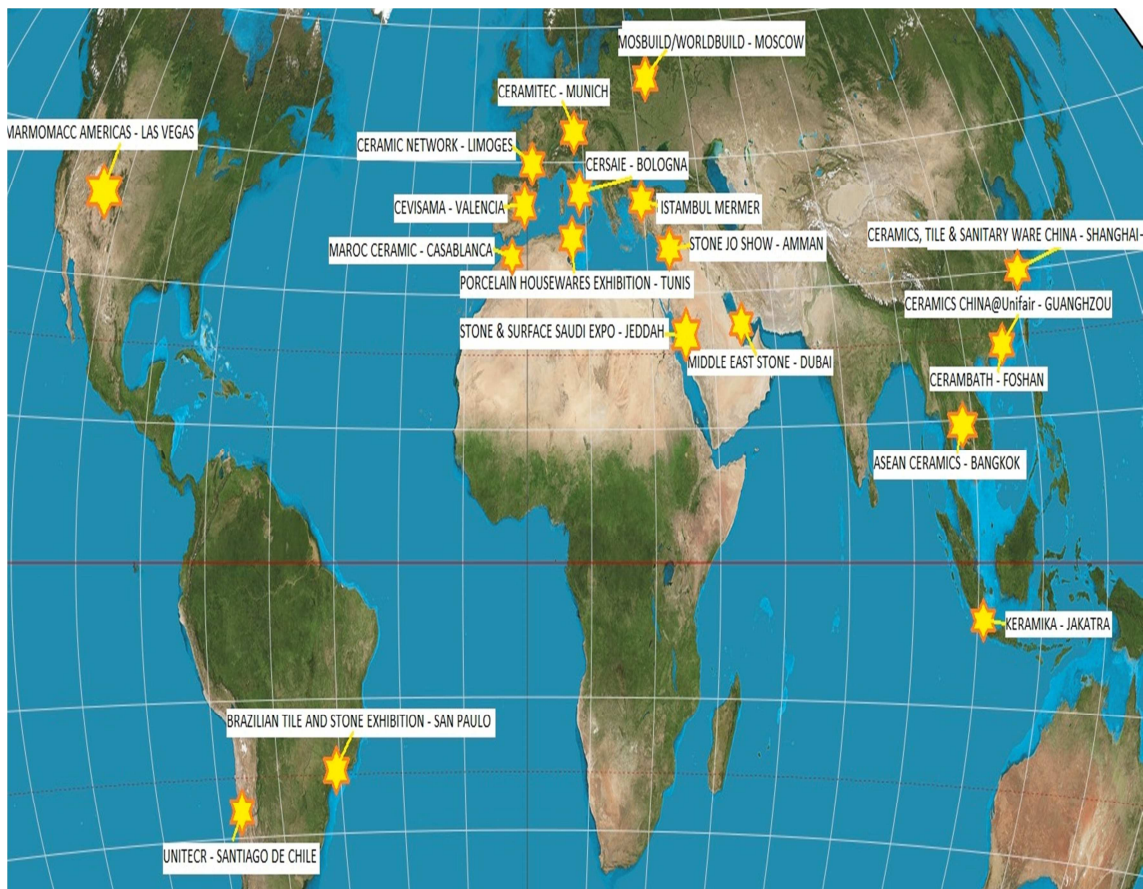 MOSBUILD/WORLDBUILD - MOSCOW
CERAMITEC - MUNICH
MARMOMACC AMERICAS - LAS VEGAS
CERAMIC NETWORK - LIMOGES
CERSAIE - BOLOGNA
CEVISAMA - VALENCIA
ISTAMBUL MERMER
CERAMICS, TILE & SANITARY WARE CHINA - SHANGHAI-
MAROC CERAMIC - CASABLANCA
STONE JO SHOW - AMMAN
PORCELAIN HOUSEWARES EXHIBITION - TUNIS
CERAMICS CHINA@Unifair - GUANGHZOU
STONE & SURFACE SAUDI EXPO - JEDDAH
MIDDLE EAST STONE - DUBAI
CERAMBATH - FOSHAN
ASEAN CERAMICS - BANGKOK
KERAMIKA - JAKATRA
BRAZILIAN TILE AND STONE EXHIBITION - SAN PAULO
UNITECR - SANTIAGO DE CHILE